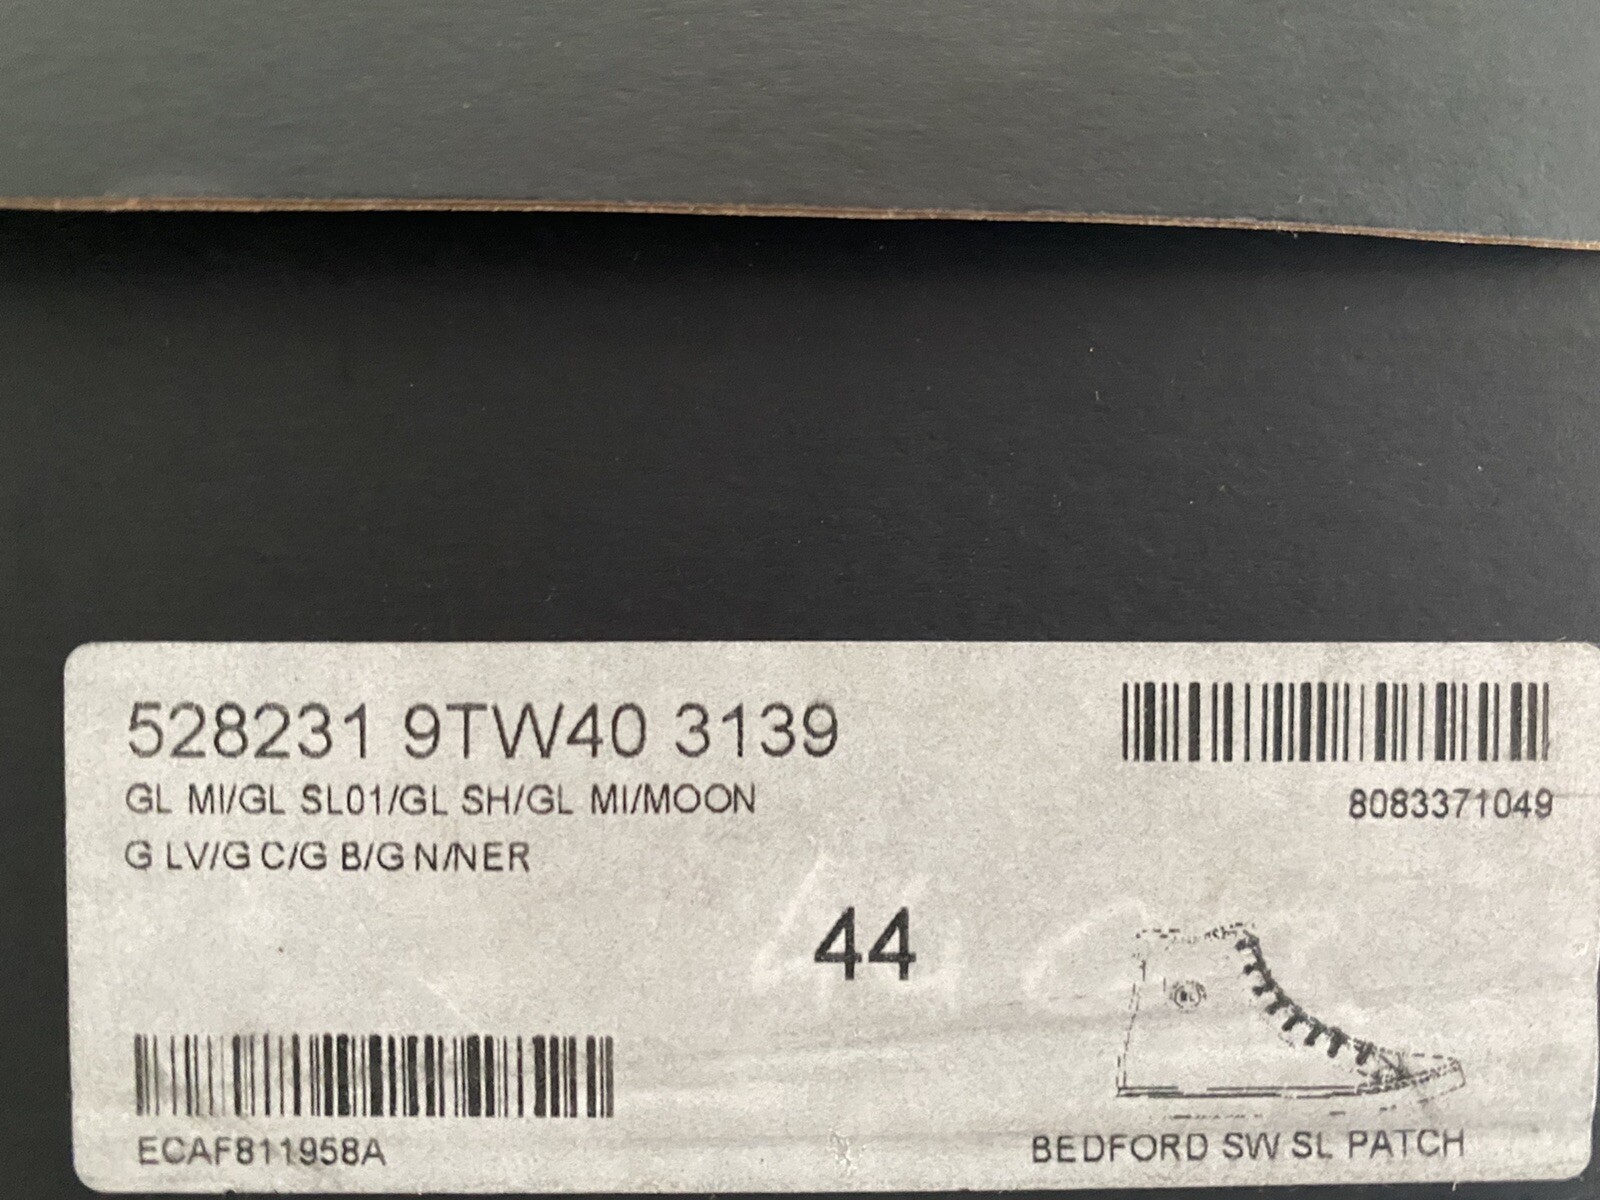 528231 9TW40 3139
GL MI/GL SL01/GL SH/GL MI/MOON
G LV/G C/G B/G N/NER
8083371049
44
ECAF811958A
BEDFORD SW SL PATCH